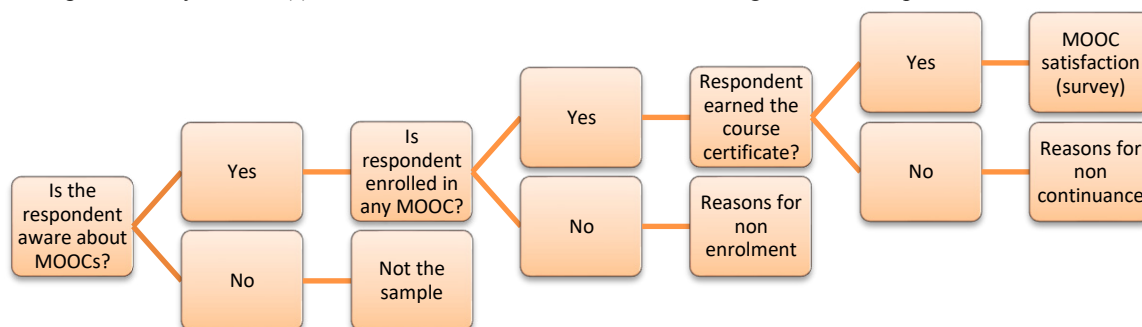 Is the
respondent
aware about
MOOCs?
Yes
No
Is
respondent
enrolled in
any MOOC?
Not the
sample
Yes
No
Respondent
earned the
course
certificate?
Reasons for
non
enrolment
Yes
No
MOOC
satisfaction
(survey)
Reasons for
non
continuance